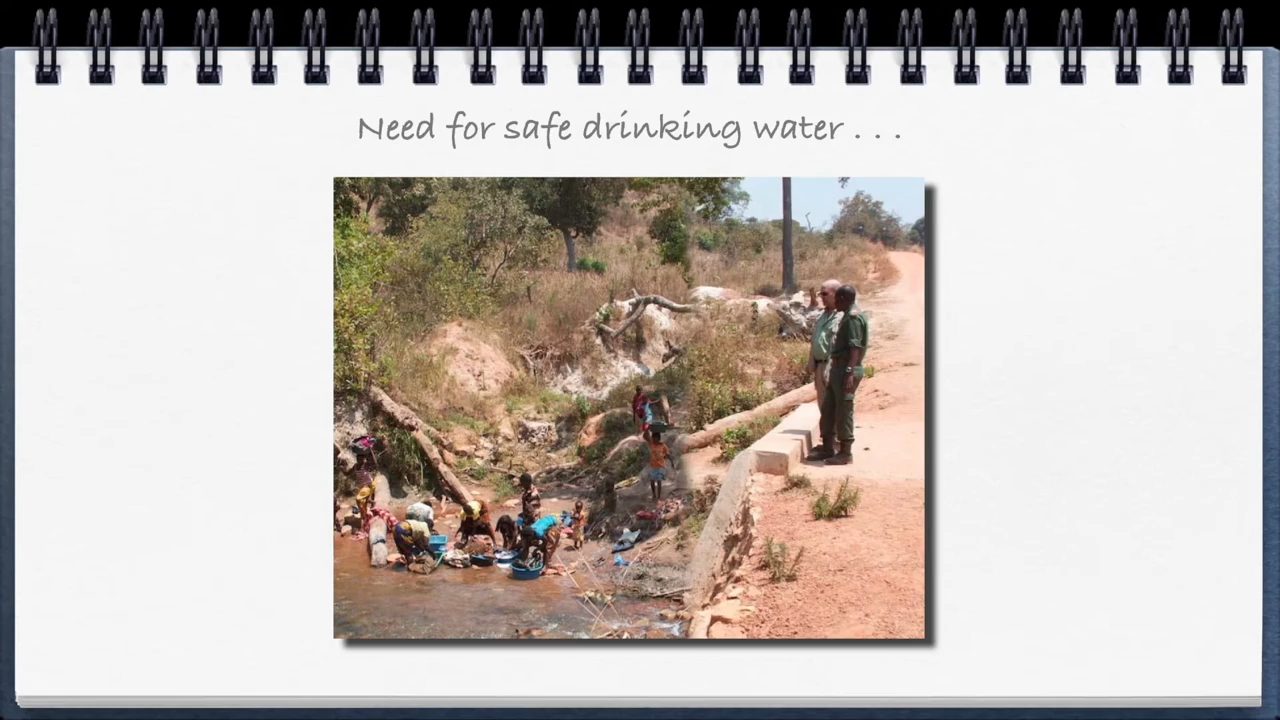 Need for safe drinking water . . .